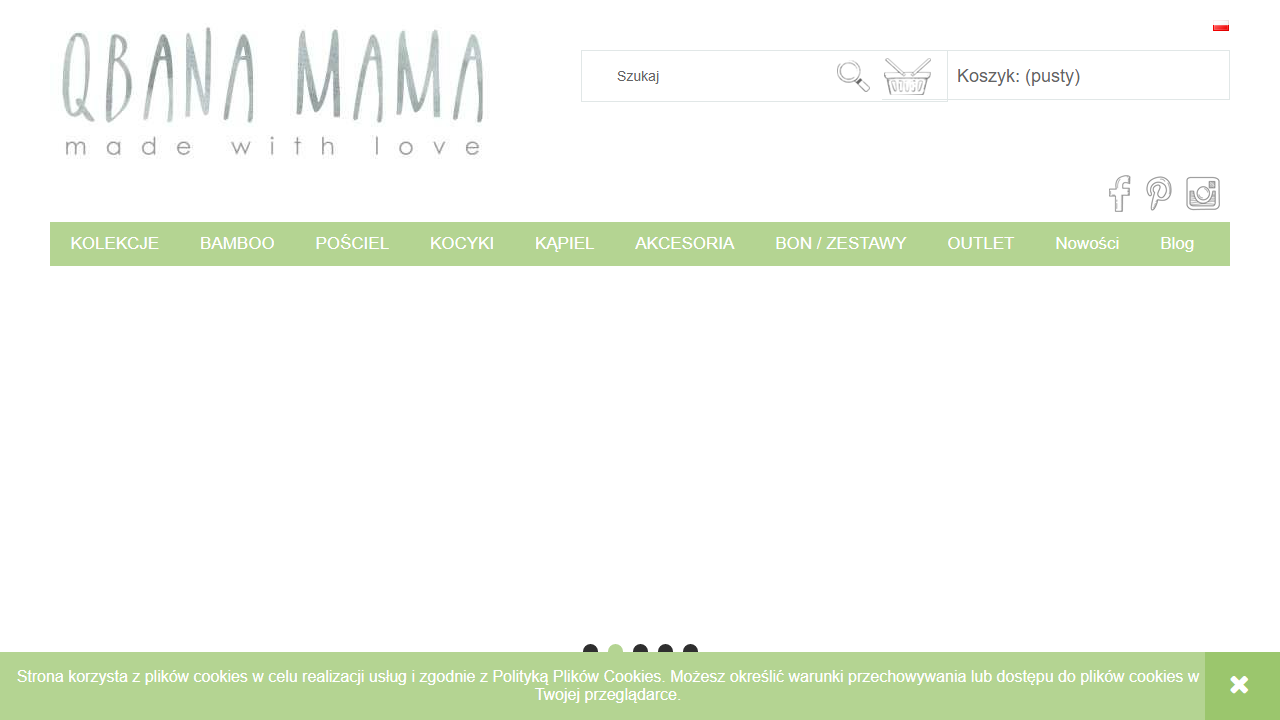 QBANA MAMA
made with love
Szukaj
Koszyk: (pusty)
KOLEKCJE BAMBOO POŚCIEL KOCYKI KĄPIEL AKCESORIA BON / ZESTAWY OUTLET Nowości Blog
Strona korzysta z plików cookies w celu realizacji usług i zgodnie z Polityką Plików Cookies. Możesz określić warunki przechowywania lub dostępu do plików cookies w
Twojej przeglądarce.